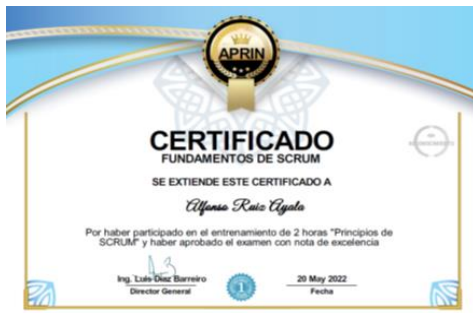 APRIN
CERTIFICADO
FUNDAMENTOS DE SCRUM
SE EXTIENDE ESTE CERTIFICADO A
Alfonso Ruiz Ayala
Por haber participado en el entrenamiento de 2 horas "Principios de
SCRUM" y haber aprobado el examen con nota de excelencia
Ing. Luis Díaz Barreiro
Director General
1
20 May 2022
Fecha